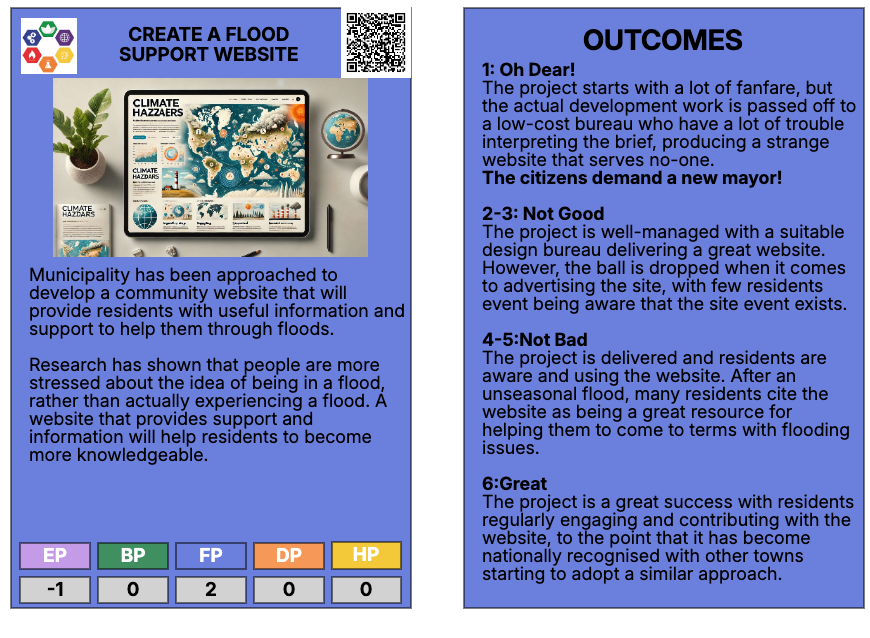 CREATE A FLOOD
SUPPORT WEBSITE
CLIMATE
HAZZAERS
CLIMATE
HAZDARS
CLIMATE
HAZDARS
Municipality has been approached to
develop a community website that will
provide residents with useful information and
support to help them through floods.
Research has shown that people are more
stressed about the idea of being in a flood,
rather than actually experiencing a flood. A
website that provides support and
information will help residents to become
more knowledgeable.
EP BP FP DP HP
-1 0 2 0 0
OUTCOMES
1: Oh Dear!
The project starts with a lot of fanfare, but
the actual development work is passed off to
a low-cost bureau who have a lot of trouble
interpreting the brief, producing a strange
website that serves no-one.
The citizens demand a new mayor!
2-3: Not Good
The project is well-managed with a suitable
design bureau delivering a great website.
However, the ball is dropped when it comes
to advertising the site, with few residents
event being aware that the site event exists.
4-5:Not Bad
The project is delivered and residents are
aware and using the website. After an
unseasonal flood, many residents cite the
website as being a great resource for
helping them to come to terms with flooding
issues.
6:Great
The project is a great success with residents
regularly engaging and contributing with the
website, to the point that it has become
nationally recognised with other towns
starting to adopt a similar approach.